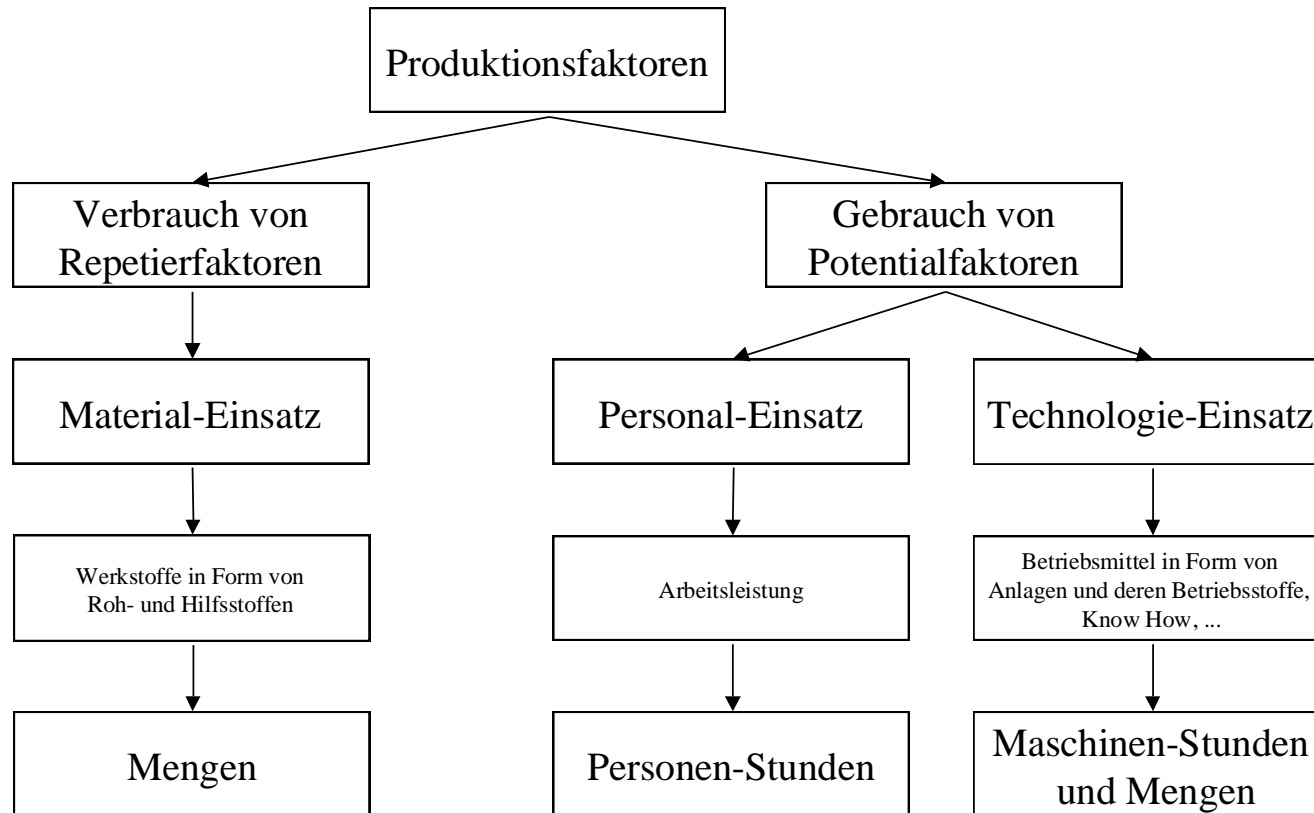 Produktionsfaktoren
Verbrauch von
Repetierfaktoren
Gebrauch von
Potentialfaktoren
Material-Einsatz
Personal-Einsatz
Technologie-Einsatz
Werkstoffe in Form von
Roh- und Hilfsstoffen
Arbeitsleistung
Betriebsmittel in Form von
Anlagen und deren Betriebsstoffe,
Know How, ...
Mengen
Personen-Stunden
Maschinen-Stunden
und Mengen